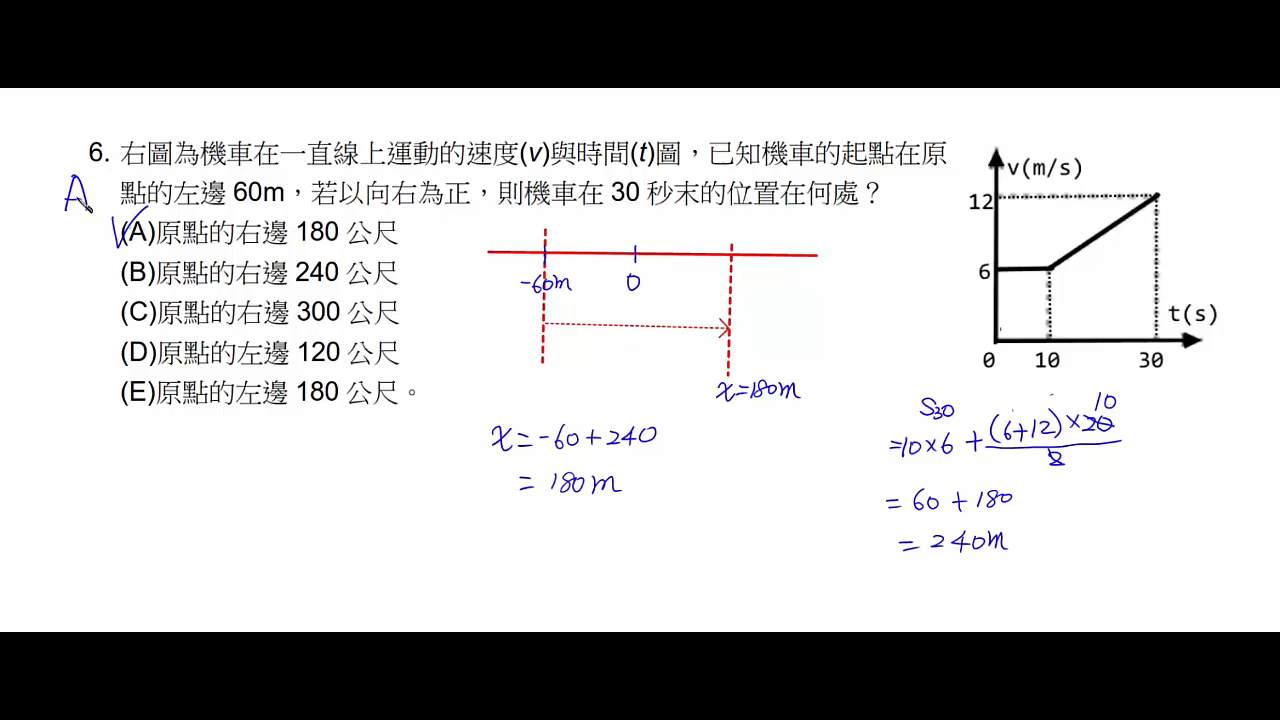 6. 右圖為機車在一直線上運動的速度(v)與時間(t)圖，已知機車的起點在原
點的左邊 60m，若以向右為正，則機車在 30 秒末的位置在何處？
A
(A)原點的右邊 180 公尺
(B)原點的右邊 240 公尺
(C)原點的右邊 300 公尺
(D)原點的左邊 120 公尺
(E)原點的左邊 180 公尺。
-60m 0
x=180m
x=-60+240
=180m
v(m/s)
12
6
t(s)
0 10 30
S30
=10×6+(6+12)×20 10
2
=60+180
=240m